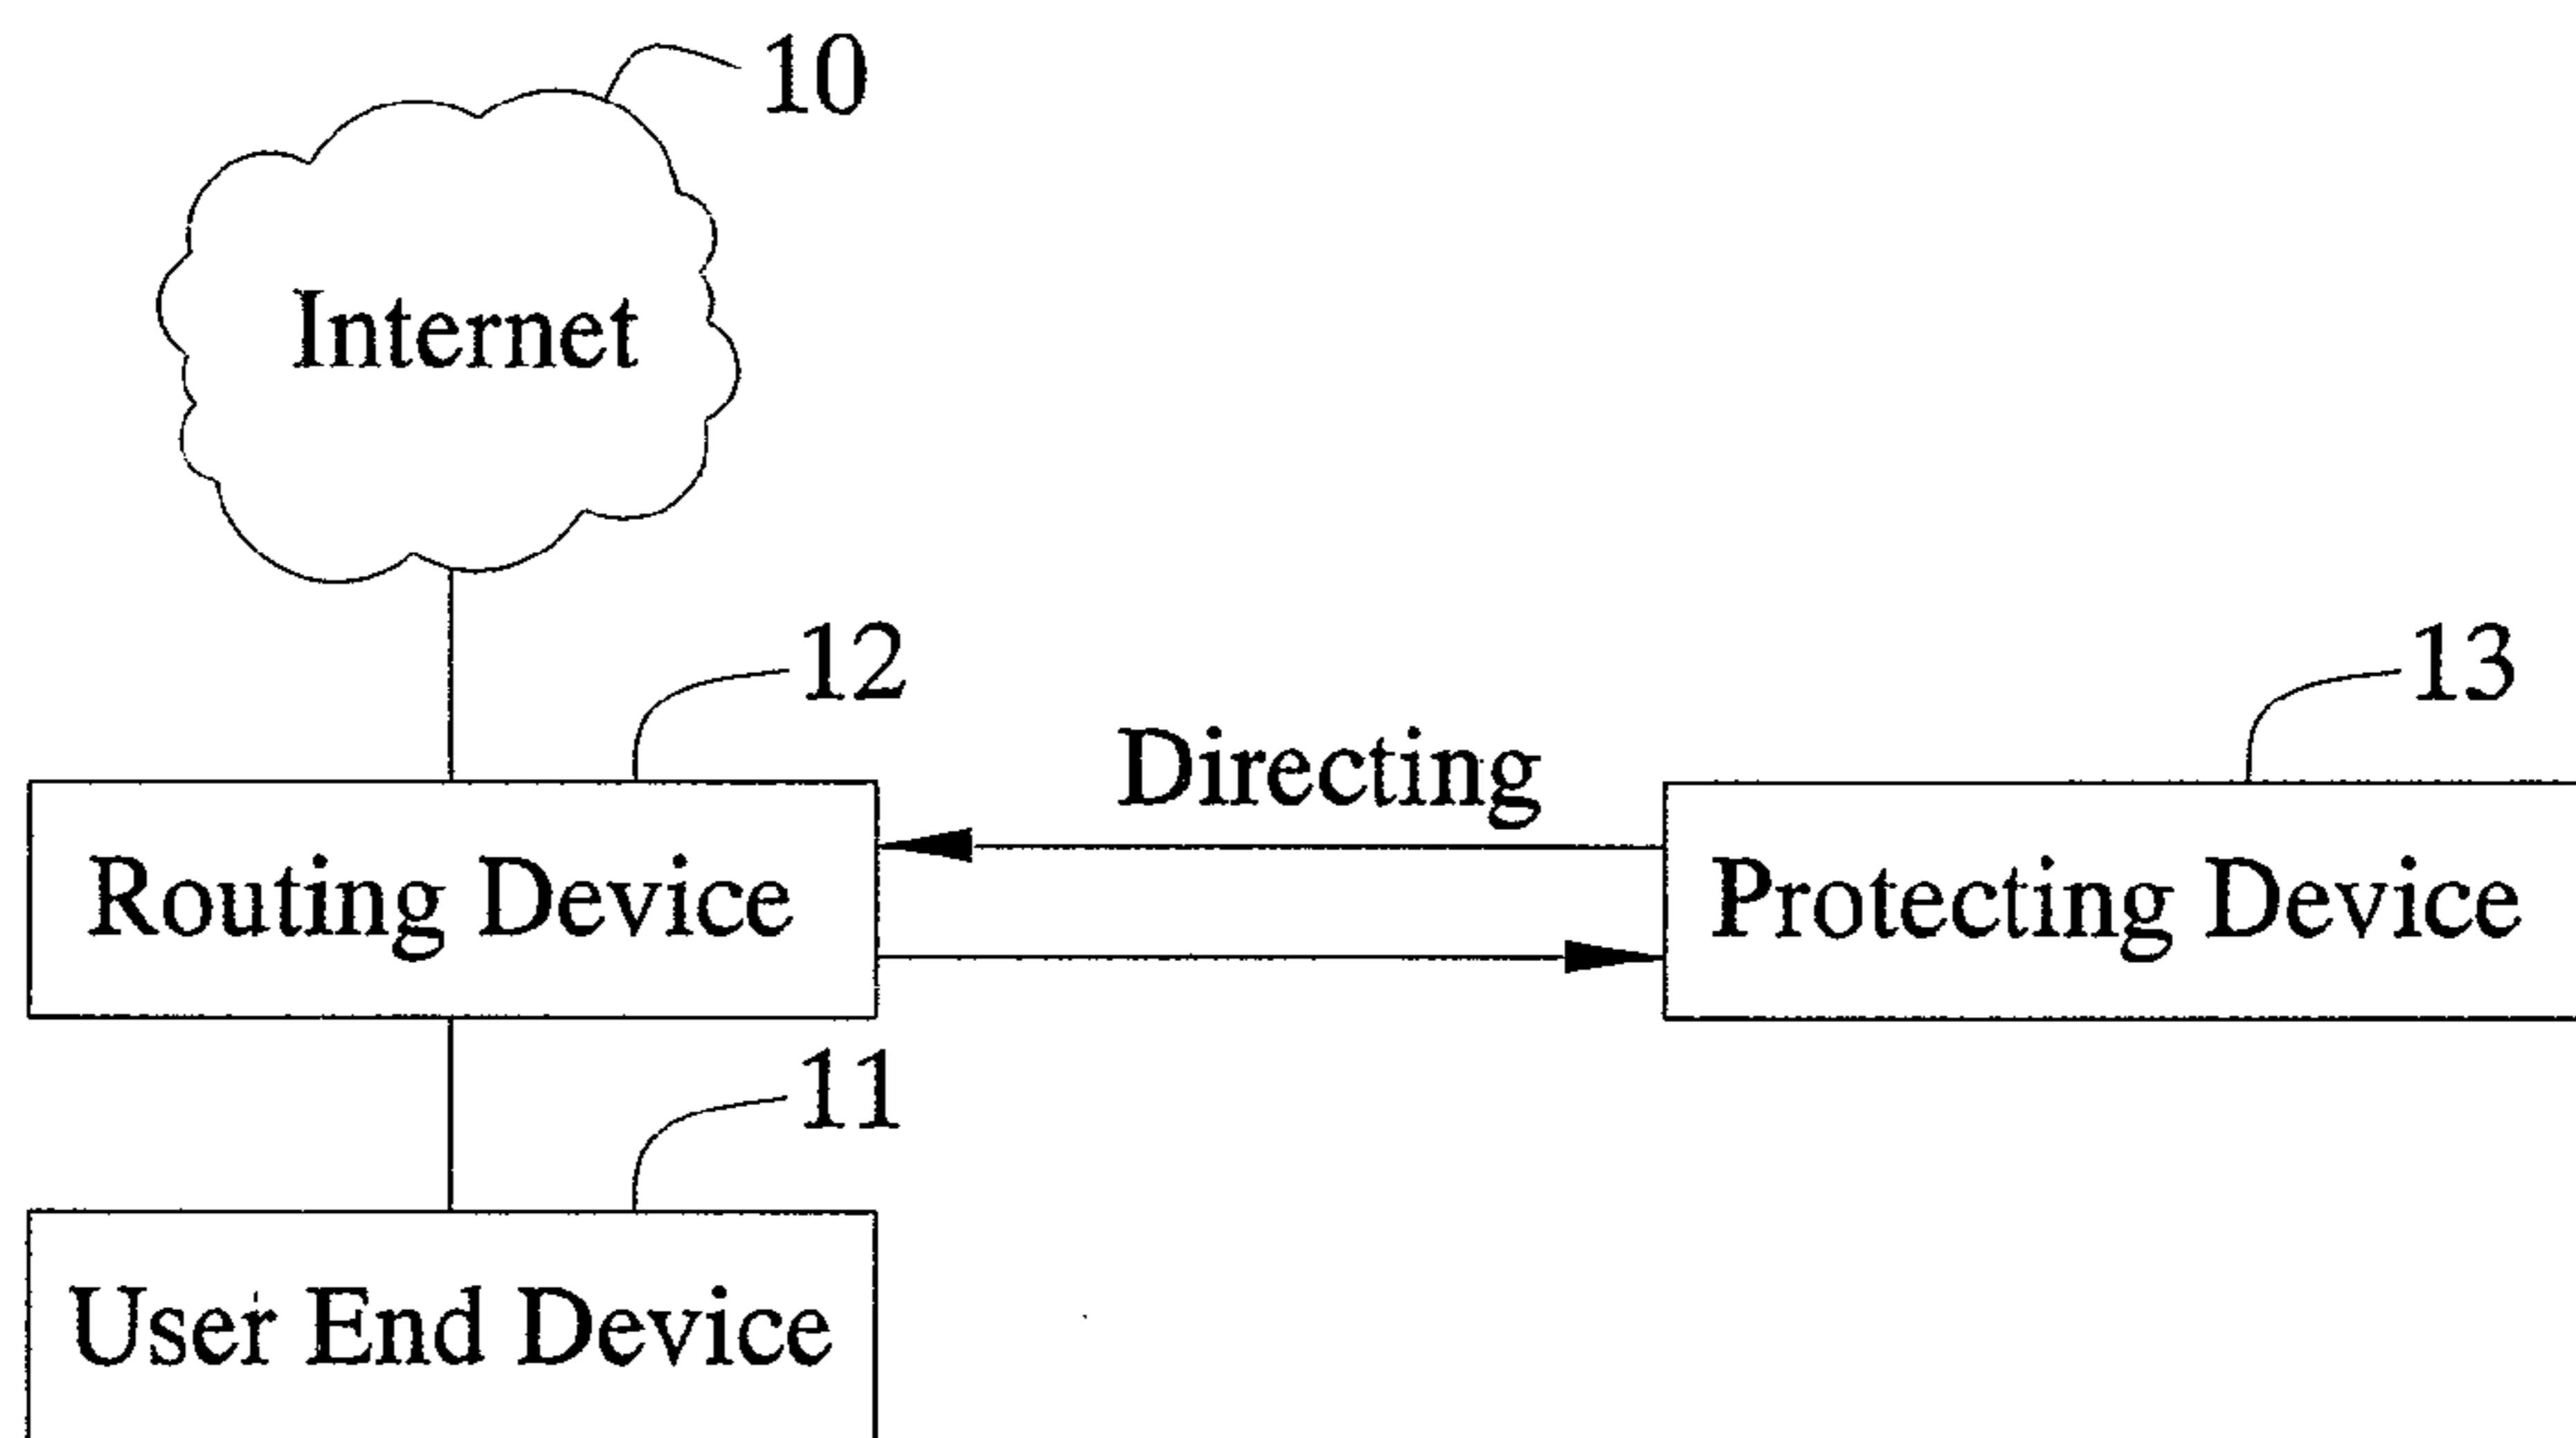 10
Internet
12
13
Directing
Routing Device
Protecting Device
11
User End Device